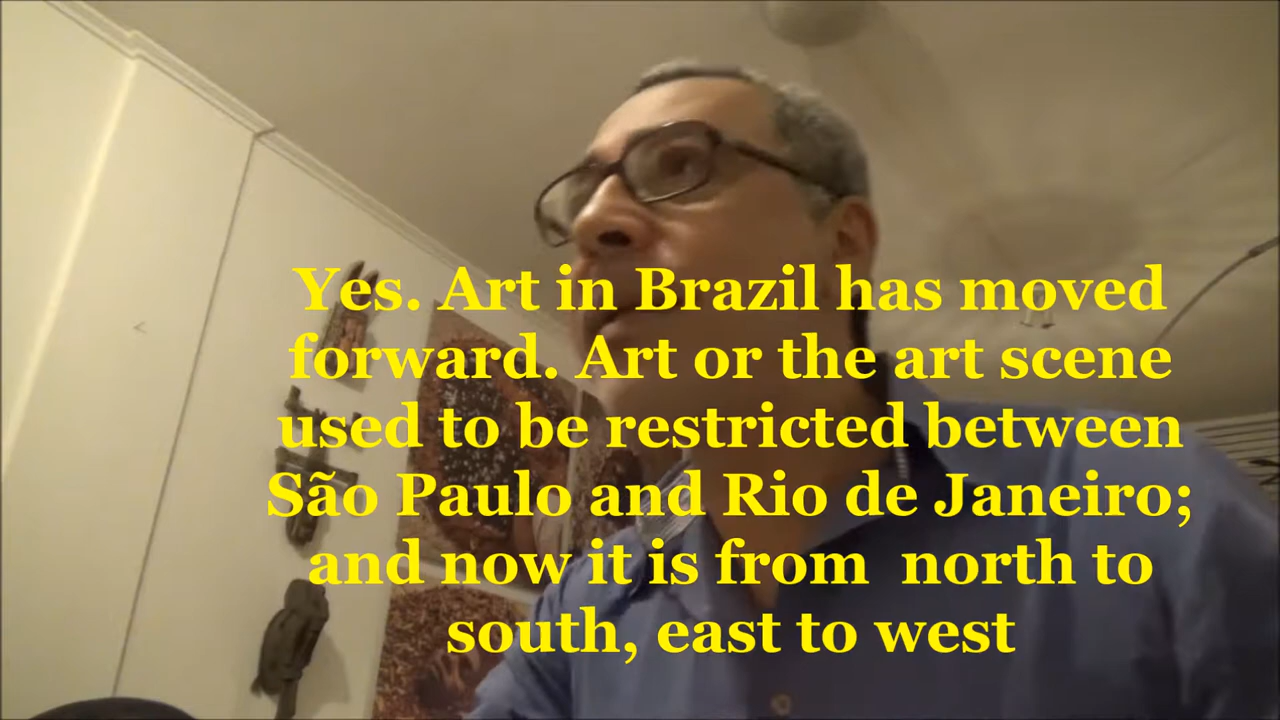 Yes. Art in Brazil has moved
forward. Art or the art scene
used to be restricted between
São Paulo and Rio de Janeiro;
and now it is from  north to
south, east to west